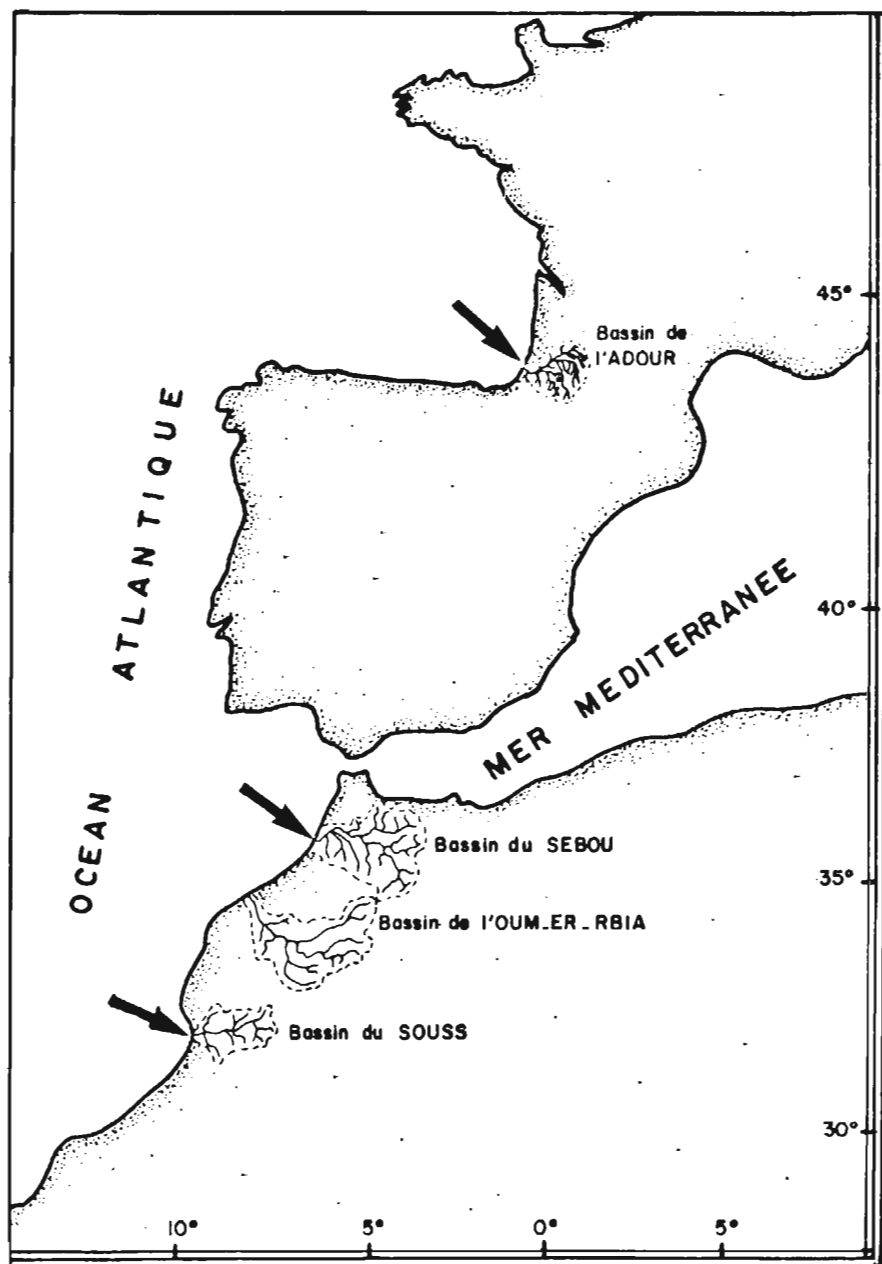 45°
Bassin de
l'ADOUR
OCEAN ATLANTIQUE
40°
MER MEDITERRANEE
Bassin du SEBOU
35°
Bassin de l'OUM_ER_RBIA
Bassin du SOUSS
30°
10° 5° 0° 5°